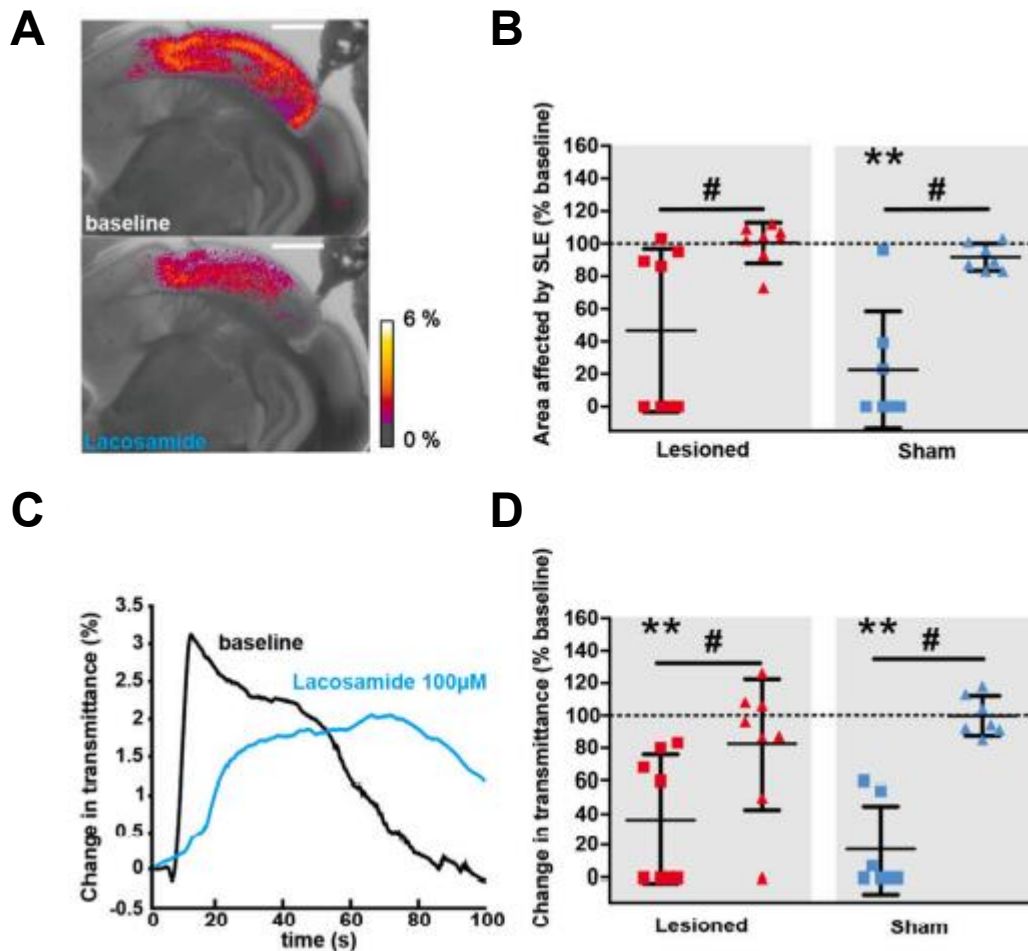 A
baseline
Lacosamide
6 %
0 %
B
Area affected by SLE (% baseline)
160
140
120
100
80
60
40
20
0
**
#
#
Lesioned
Sham
C
Change in transmittance (%)
3.5
3
2.5
2
1.5
1
0.5
0
-0.5
baseline
Lacosamide 100µM
0
20
40
60
80
100
time (s)
D
Change in transmittance (% baseline)
160
140
120
100
80
60
40
20
0
**
#
**
#
Lesioned
Sham